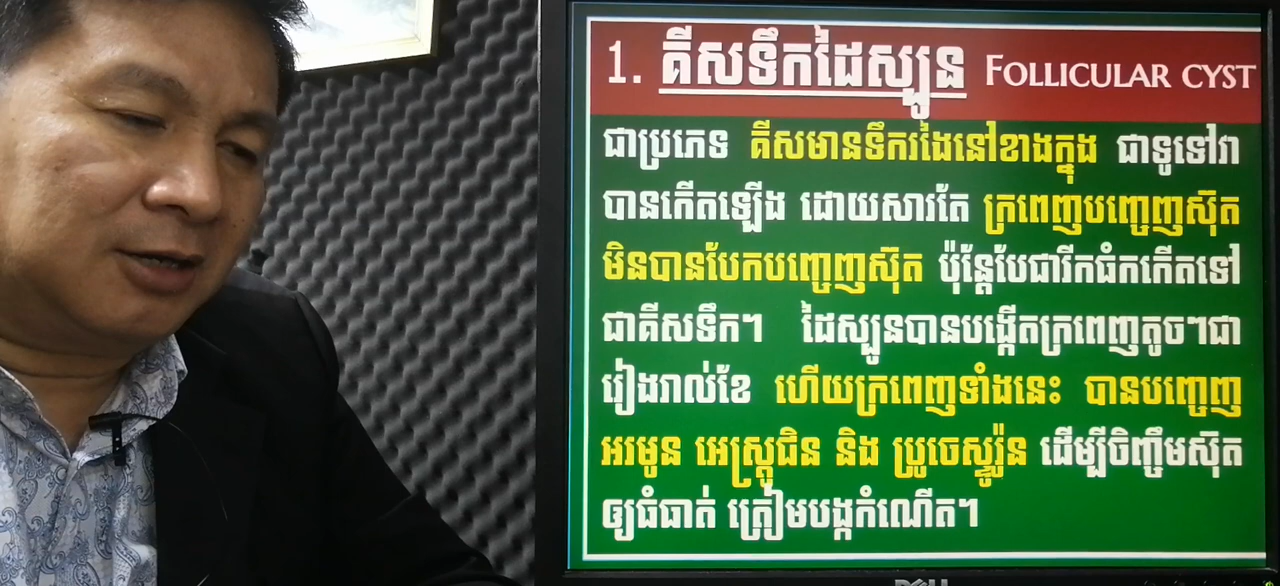 1. គីសទឹកដៃស្បូន FOLLICULAR CYST
ជាប្រភេទ គីសមានទឹករងៃនៅខាងក្នុង ជាទូទៅវា
បានកើតឡើង ដោយសារតែ ក្រពេញបញ្ចេញស៊ុត
មិនបានបែកបញ្ចេញស៊ុត ប៉ុន្តែបែជារីកធំកកើតទៅ
ជាគីសទឹក។ ដៃស្បូនបានបង្កើតក្រពេញតូចៗជា
រៀងរាល់ខែ ហើយក្រពេញទាំងនេះ បានបញ្ចេញ
អរមូន អេស្ត្រូជិន និង ប្រូចេស្ទូរ៉ូន ដើម្បីចិញ្ចឹមស៊ុត
ឲ្យធំធាត់ ត្រៀមបង្កកំណើត។